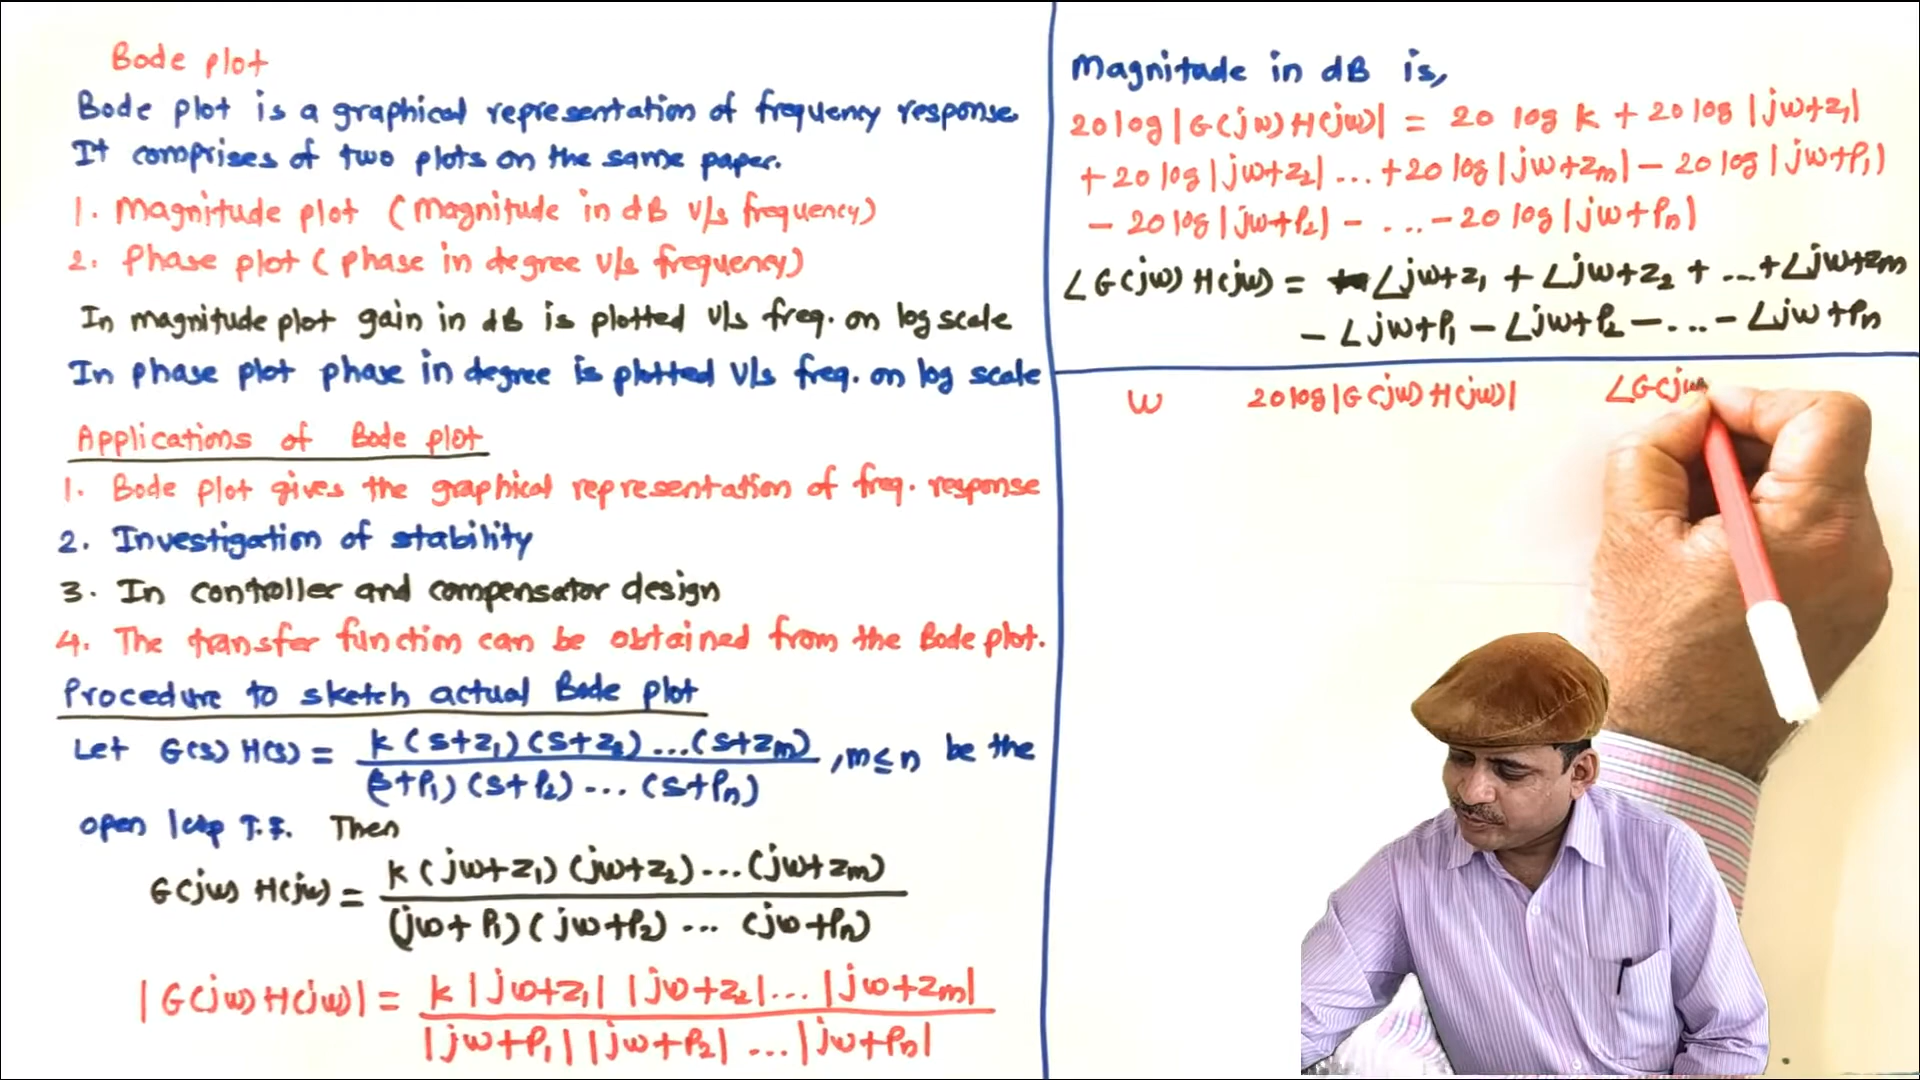 Bode plot
Bode plot is a graphical representation of frequency response
It comprises of two plots on the same paper.
1. Magnitude plot (Magnitude in dB v/s frequency)
2. Phase plot (phase in degree v/s frequency)
In magnitude plot gain in dB is plotted v/s freq. on log scale
In phase plot phase in degree is plotted v/s freq. on log scale
Applications of Bode plot
1. Bode plot gives the graphical representation of freq. response
2. Investigation of stability
3. In controller and compensator design
4. The transfer function can be obtained from the Bode plot.
Procedure to sketch actual Bode plot
Let G(s) H(s) = k(s+z₁)(s+z₂)...(s+zm) / (s+p₁)(s+p₂)...(s+pn) , m≤n be the
open loop T.F. Then
G(jω) H(jω) = k(jω+z₁)(jω+z₂)...(jω+zm) / (jω+p₁)(jω+p₂)...(jω+pn)
|G(jω)H(jω)| = k|jω+z₁| |jω+z₂|...|jω+zm| / |jω+p₁| |jω+p₂| ...|jω+pn|
Magnitude in dB is,
20log|G(jω)H(jω)| = 20 log k + 20 log |jω+z₁|
+ 20 log|jω+z₂| ... +20 log|jω+zm| − 20 log|jω+p₁|
− 20 log|jω+p₂| − ... − 20 log|jω+pn|
∠G(jω) H(jω) = ∠jω+z₁ + ∠jω+z₂ + ... + ∠jω+zm
− ∠jω+p₁ − ∠jω+p₂ − ... − ∠jω+pn
ω 20log|G(jω)H(jω)| ∠G(jω